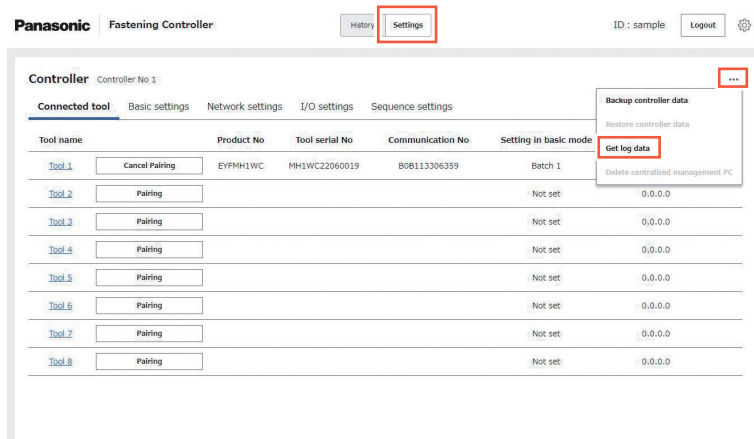 Panasonic Fastening Controller History Settings ID : sample Logout
Controller Controller No 1 ...
Connected tool Basic settings Network settings I/O settings Sequence settings
Backup controller data
Restore controller data
Get log data
Delete centralized management PC
Tool name Product No Tool serial No Communication No Setting in basic mode
Tool 1 Cancel Pairing EYFMH1WC MH1WC22060019 B0B113306359 Batch 1
Tool 2 Pairing Not set 0.0.0.0
Tool 3 Pairing Not set 0.0.0.0
Tool 4 Pairing Not set 0.0.0.0
Tool 5 Pairing Not set 0.0.0.0
Tool 6 Pairing Not set 0.0.0.0
Tool 7 Pairing Not set 0.0.0.0
Tool 8 Pairing Not set 0.0.0.0